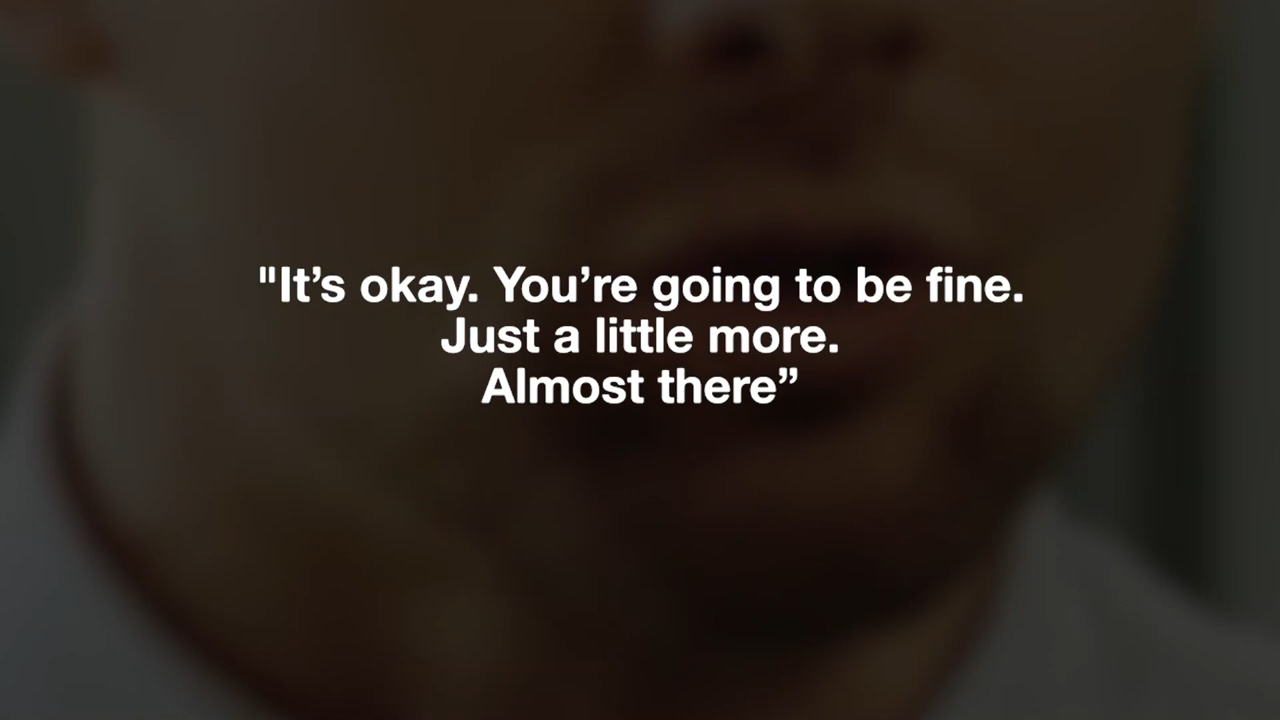 "It’s okay. You’re going to be fine.
Just a little more.
Almost there”